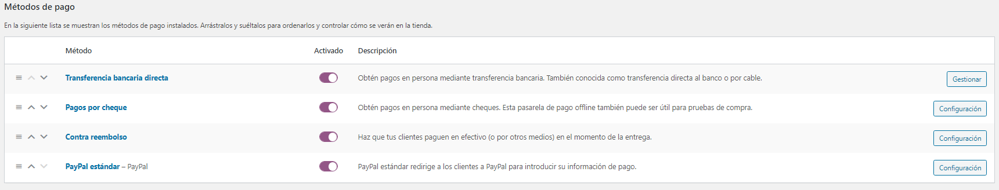 Métodos de pago
En la siguiente lista se muestran los métodos de pago instalados. Arrástralos y suéltalos para ordenarlos y controlar cómo se verán en la tienda.
Método Activado Descripción
Transferencia bancaria directa Obtén pagos en persona mediante transferencia bancaria. También conocida como transferencia directa al banco o por cable. Gestionar
Pagos por cheque Obtén pagos en persona mediante cheques. Esta pasarela de pago offline también puede ser útil para pruebas de compra. Configuración
Contra reembolso Haz que tus clientes paguen en efectivo (o por otros medios) en el momento de la entrega. Configuración
PayPal estándar – PayPal PayPal estándar redirige a los clientes a PayPal para introducir su información de pago. Configuración